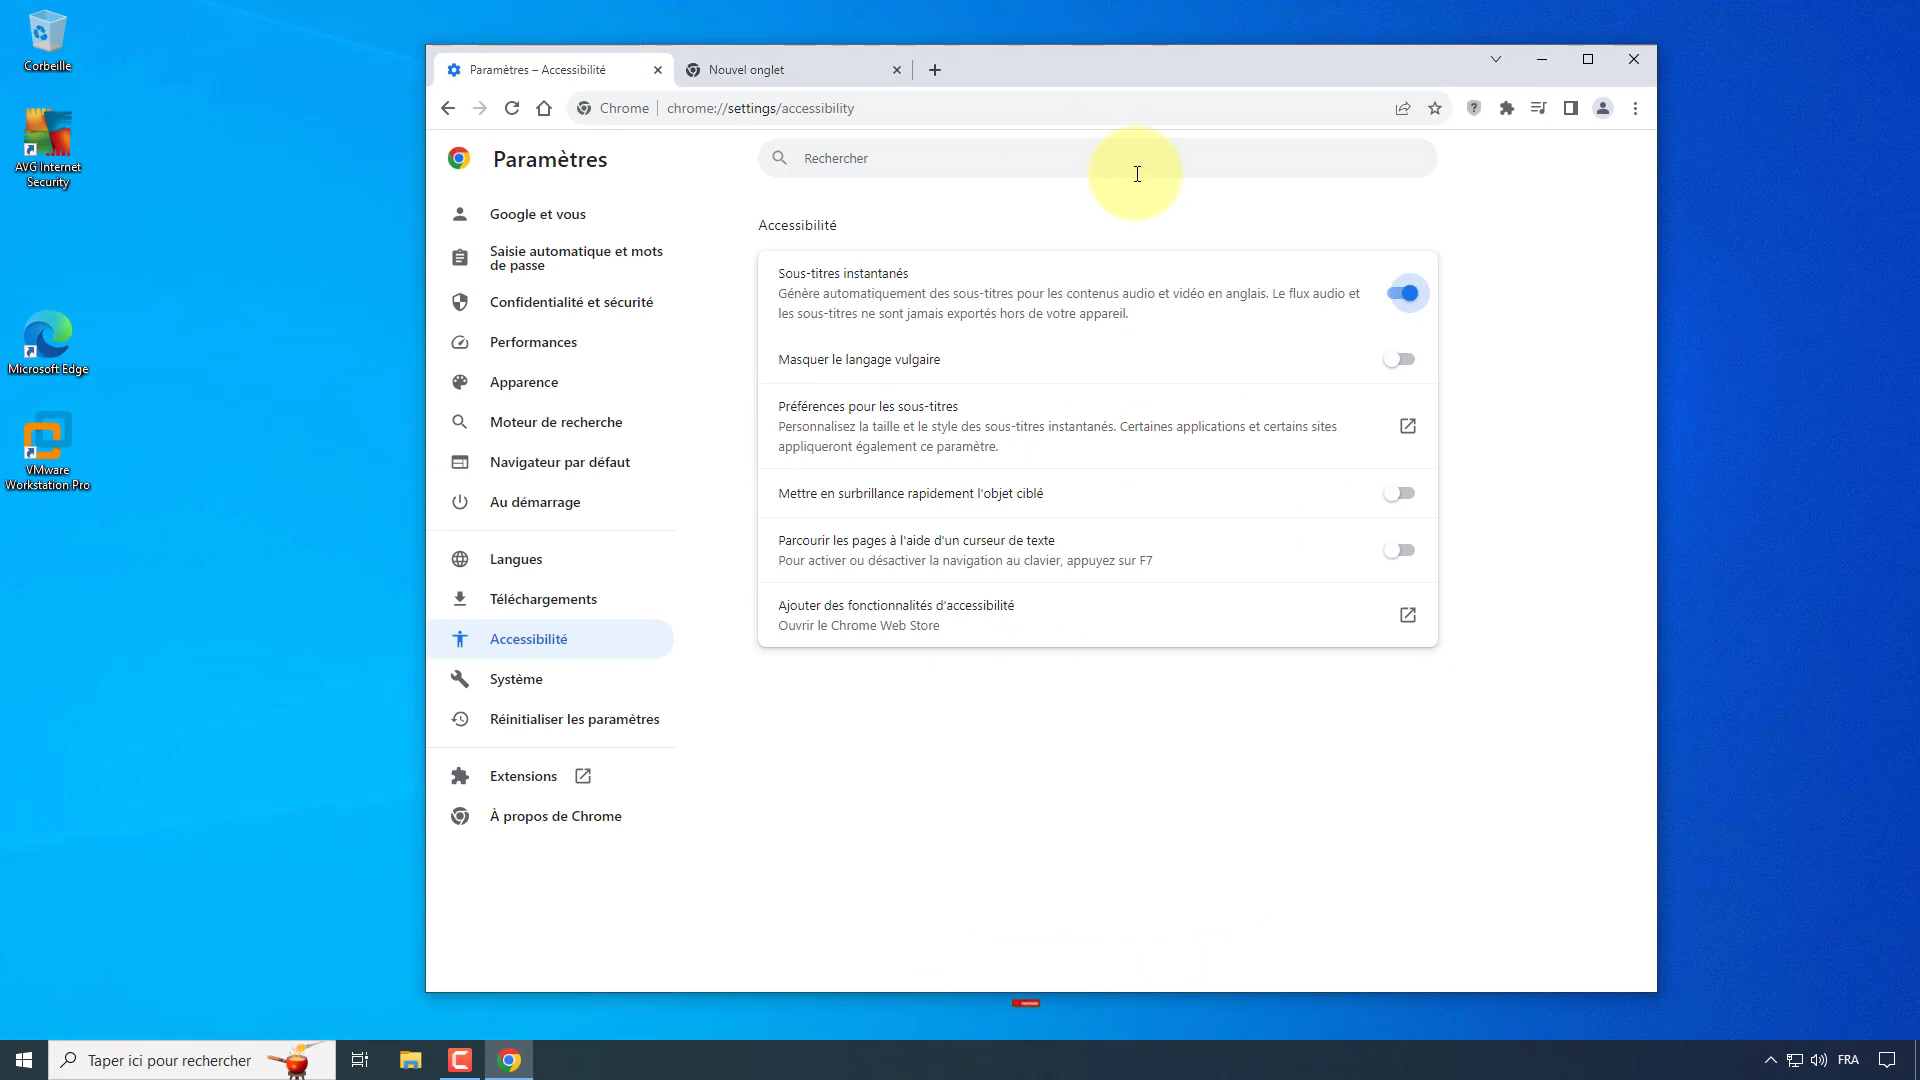 Corbeille
AVG Internet
Security
Microsoft Edge
VMware
Workstation Pro
Paramètres – Accessibilité
Nouvel onglet
Chrome
chrome://settings/accessibility
Paramètres
Rechercher
Google et vous
Saisie automatique et mots
de passe
Confidentialité et sécurité
Performances
Apparence
Moteur de recherche
Navigateur par défaut
Au démarrage
Langues
Téléchargements
Accessibilité
Système
Réinitialiser les paramètres
Extensions
À propos de Chrome
Accessibilité
Sous-titres instantanés
Génère automatiquement des sous-titres pour les contenus audio et vidéo en anglais. Le flux audio et
les sous-titres ne sont jamais exportés hors de votre appareil.
Masquer le langage vulgaire
Préférences pour les sous-titres
Personnalisez la taille et le style des sous-titres instantanés. Certaines applications et certains sites
appliqueront également ce paramètre.
Mettre en surbrillance rapidement l'objet ciblé
Parcourir les pages à l'aide d'un curseur de texte
Pour activer ou désactiver la navigation au clavier, appuyez sur F7
Ajouter des fonctionnalités d'accessibilité
Ouvrir le Chrome Web Store
Taper ici pour rechercher
FRA